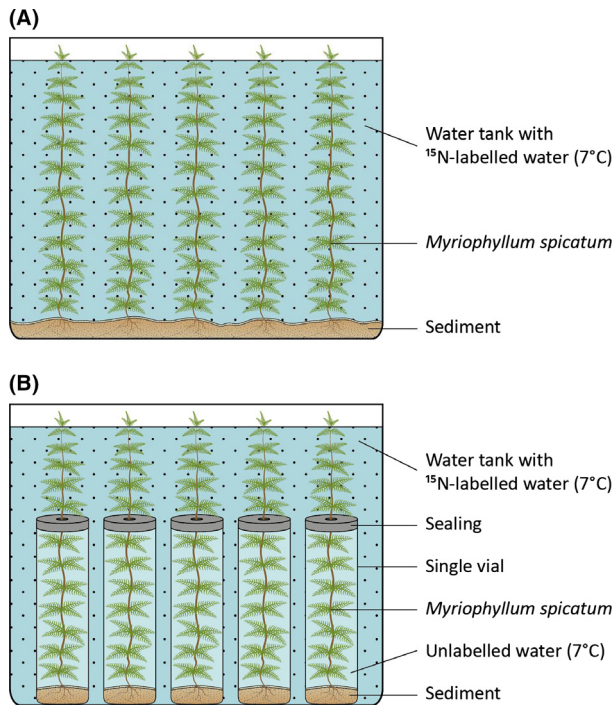 (A)
Water tank with
¹⁵N-labelled water (7°C)
Myriophyllum spicatum
Sediment
(B)
Water tank with
¹⁵N-labelled water (7°C)
Sealing
Single vial
Myriophyllum spicatum
Unlabelled water (7°C)
Sediment